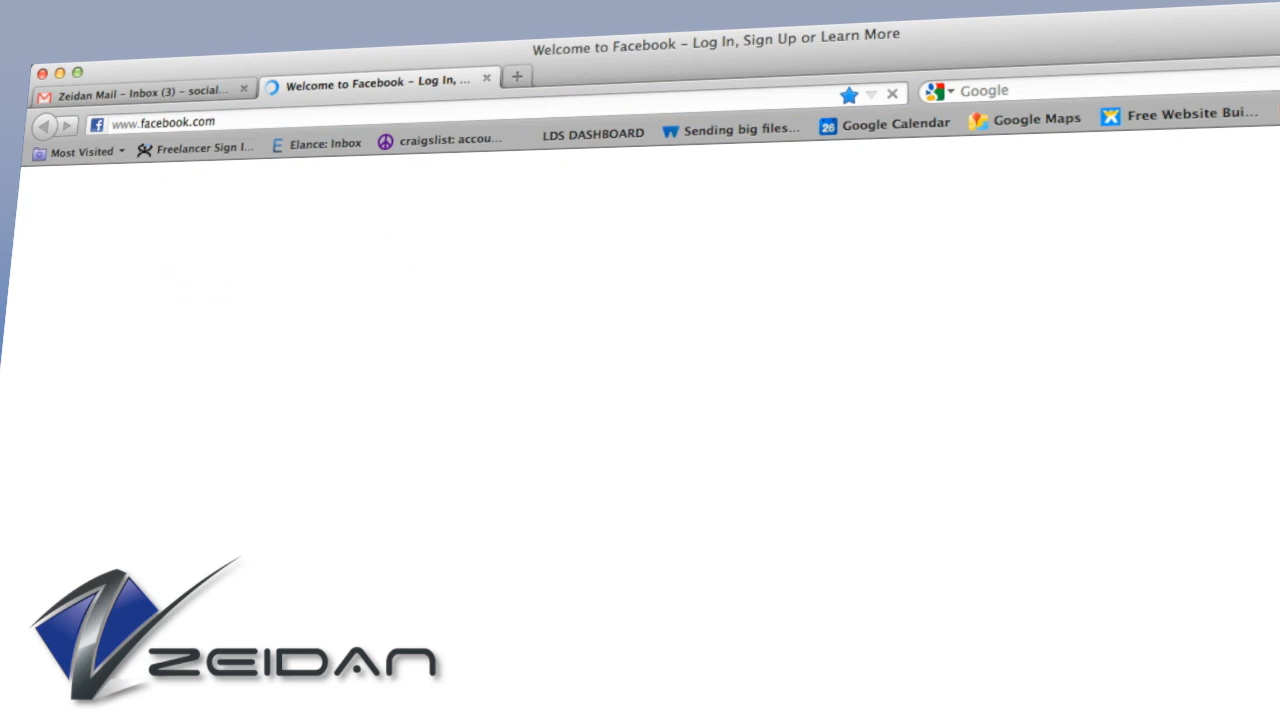 Welcome to Facebook – Log In, Sign Up or Learn More
Zeidan Mail – Inbox (3) – social...
Welcome to Facebook – Log In, ...
www.facebook.com
Google
Most Visited
Freelancer Sign I...
Elance: Inbox
craigslist: accou...
LDS DASHBOARD
Sending big files...
26 Google Calendar
Google Maps
Free Website Bui...
ZEIDAN